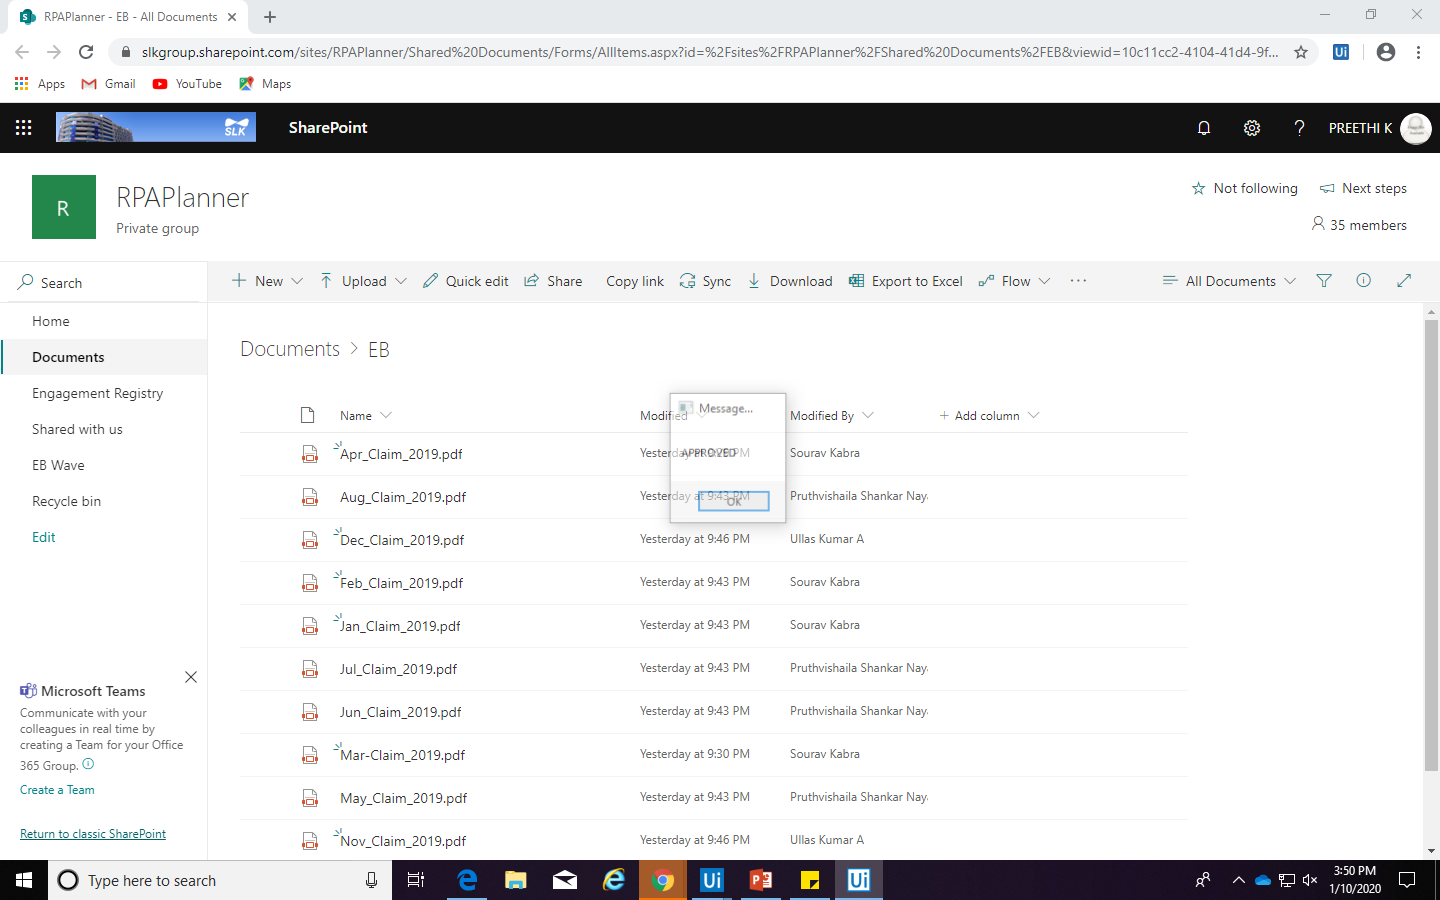 RPAPlanner - EB - All Documents
slkgroup.sharepoint.com/sites/RPAPlanner/Shared%20Documents/Forms/AllItems.aspx?id=%2Fsites%2FRPAPlanner%2FShared%20Documents%2FEB&viewid=10c11cc2-4104-41d4-9f...
Ui
Apps Gmail YouTube Maps
SLK SharePoint PREETHI K
R
RPAPlanner
Private group
Not following Next steps
35 members
Search
New Upload Quick edit Share Copy link Sync Download Export to Excel Flow ... All Documents
Home
Documents
Engagement Registry
Shared with us
EB Wave
Recycle bin
Edit
Documents > EB
Message...
APPROVED
OK
Name Modified Modified By + Add column
Apr_Claim_2019.pdf Sourav Kabra
Aug_Claim_2019.pdf Yesterday at 9:43 PM Pruthvishaila Shankar Nay
Dec_Claim_2019.pdf Yesterday at 9:46 PM Ullas Kumar A
Feb_Claim_2019.pdf Yesterday at 9:43 PM Sourav Kabra
Jan_Claim_2019.pdf Yesterday at 9:43 PM Sourav Kabra
Jul_Claim_2019.pdf Yesterday at 9:43 PM Pruthvishaila Shankar Nay
Jun_Claim_2019.pdf Yesterday at 9:43 PM Pruthvishaila Shankar Nay
Mar-Claim_2019.pdf Yesterday at 9:30 PM Sourav Kabra
May_Claim_2019.pdf Yesterday at 9:43 PM Pruthvishaila Shankar Nay
Nov_Claim_2019.pdf Yesterday at 9:46 PM Ullas Kumar A
Microsoft Teams
Communicate with your
colleagues in real time by
creating a Team for your Office
365 Group.
Create a Team
Return to classic SharePoint
Type here to search
Ui
Ui
3:50 PM
1/10/2020